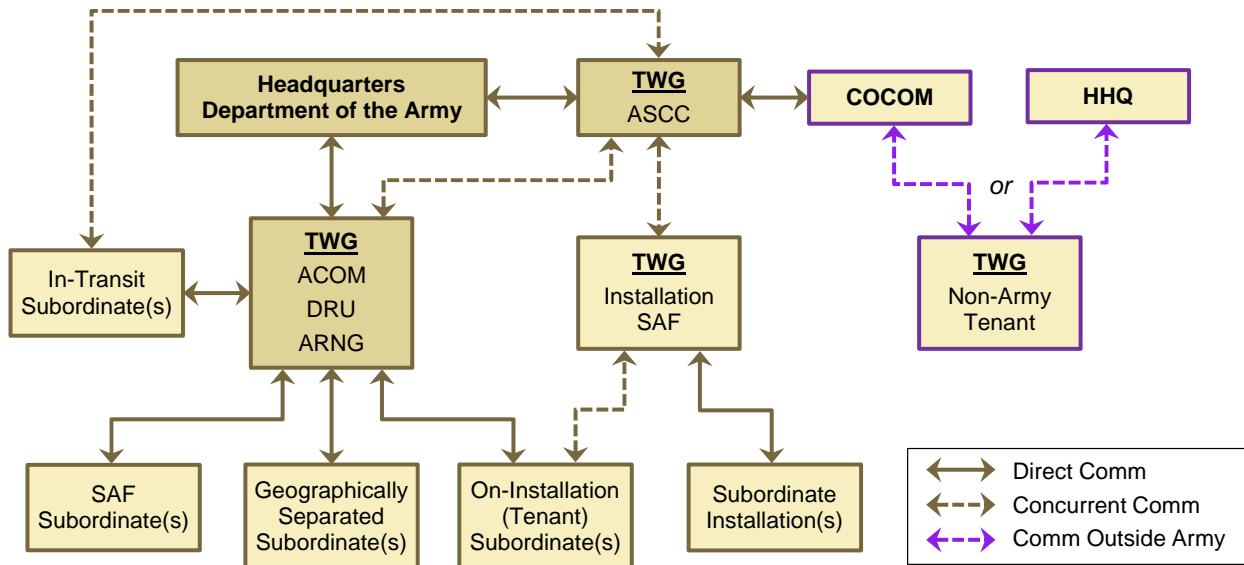 Headquarters
Department of the Army
TWG
ASCC
COCOM
HHQ
or
In-Transit
Subordinate(s)
TWG
ACOM
DRU
ARNG
TWG
Installation
SAF
TWG
Non-Army
Tenant
SAF
Subordinate(s)
Geographically
Separated
Subordinate(s)
On-Installation
(Tenant)
Subordinate(s)
Subordinate
Installation(s)
Direct Comm
Concurrent Comm
Comm Outside Army